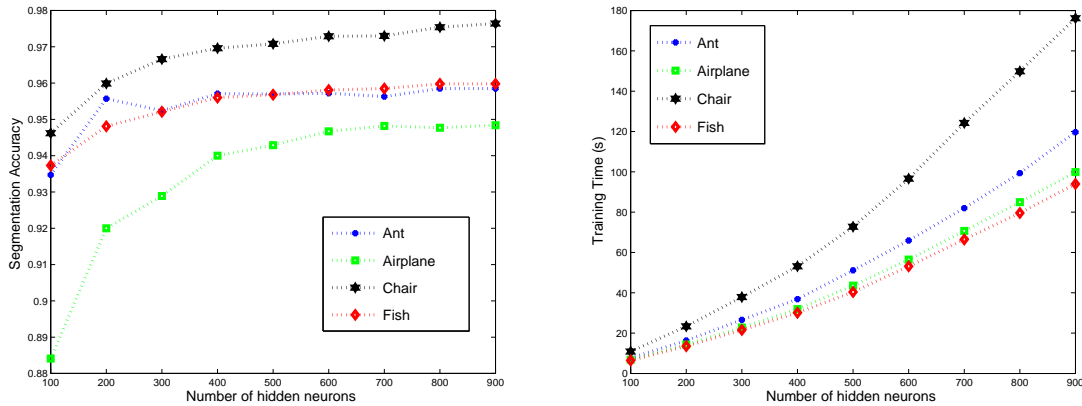 0.98
0.97
0.96
0.95
0.94
0.93
0.92
0.91
0.9
0.89
0.88
Segmentation Accuracy
100 200 300 400 500 600 700 800 900
Number of hidden neurons
Ant
Airplane
Chair
Fish
180
160
140
120
100
80
60
40
20
0
Training Time (s)
100 200 300 400 500 600 700 800 900
Number of hidden neurons
Ant
Airplane
Chair
Fish